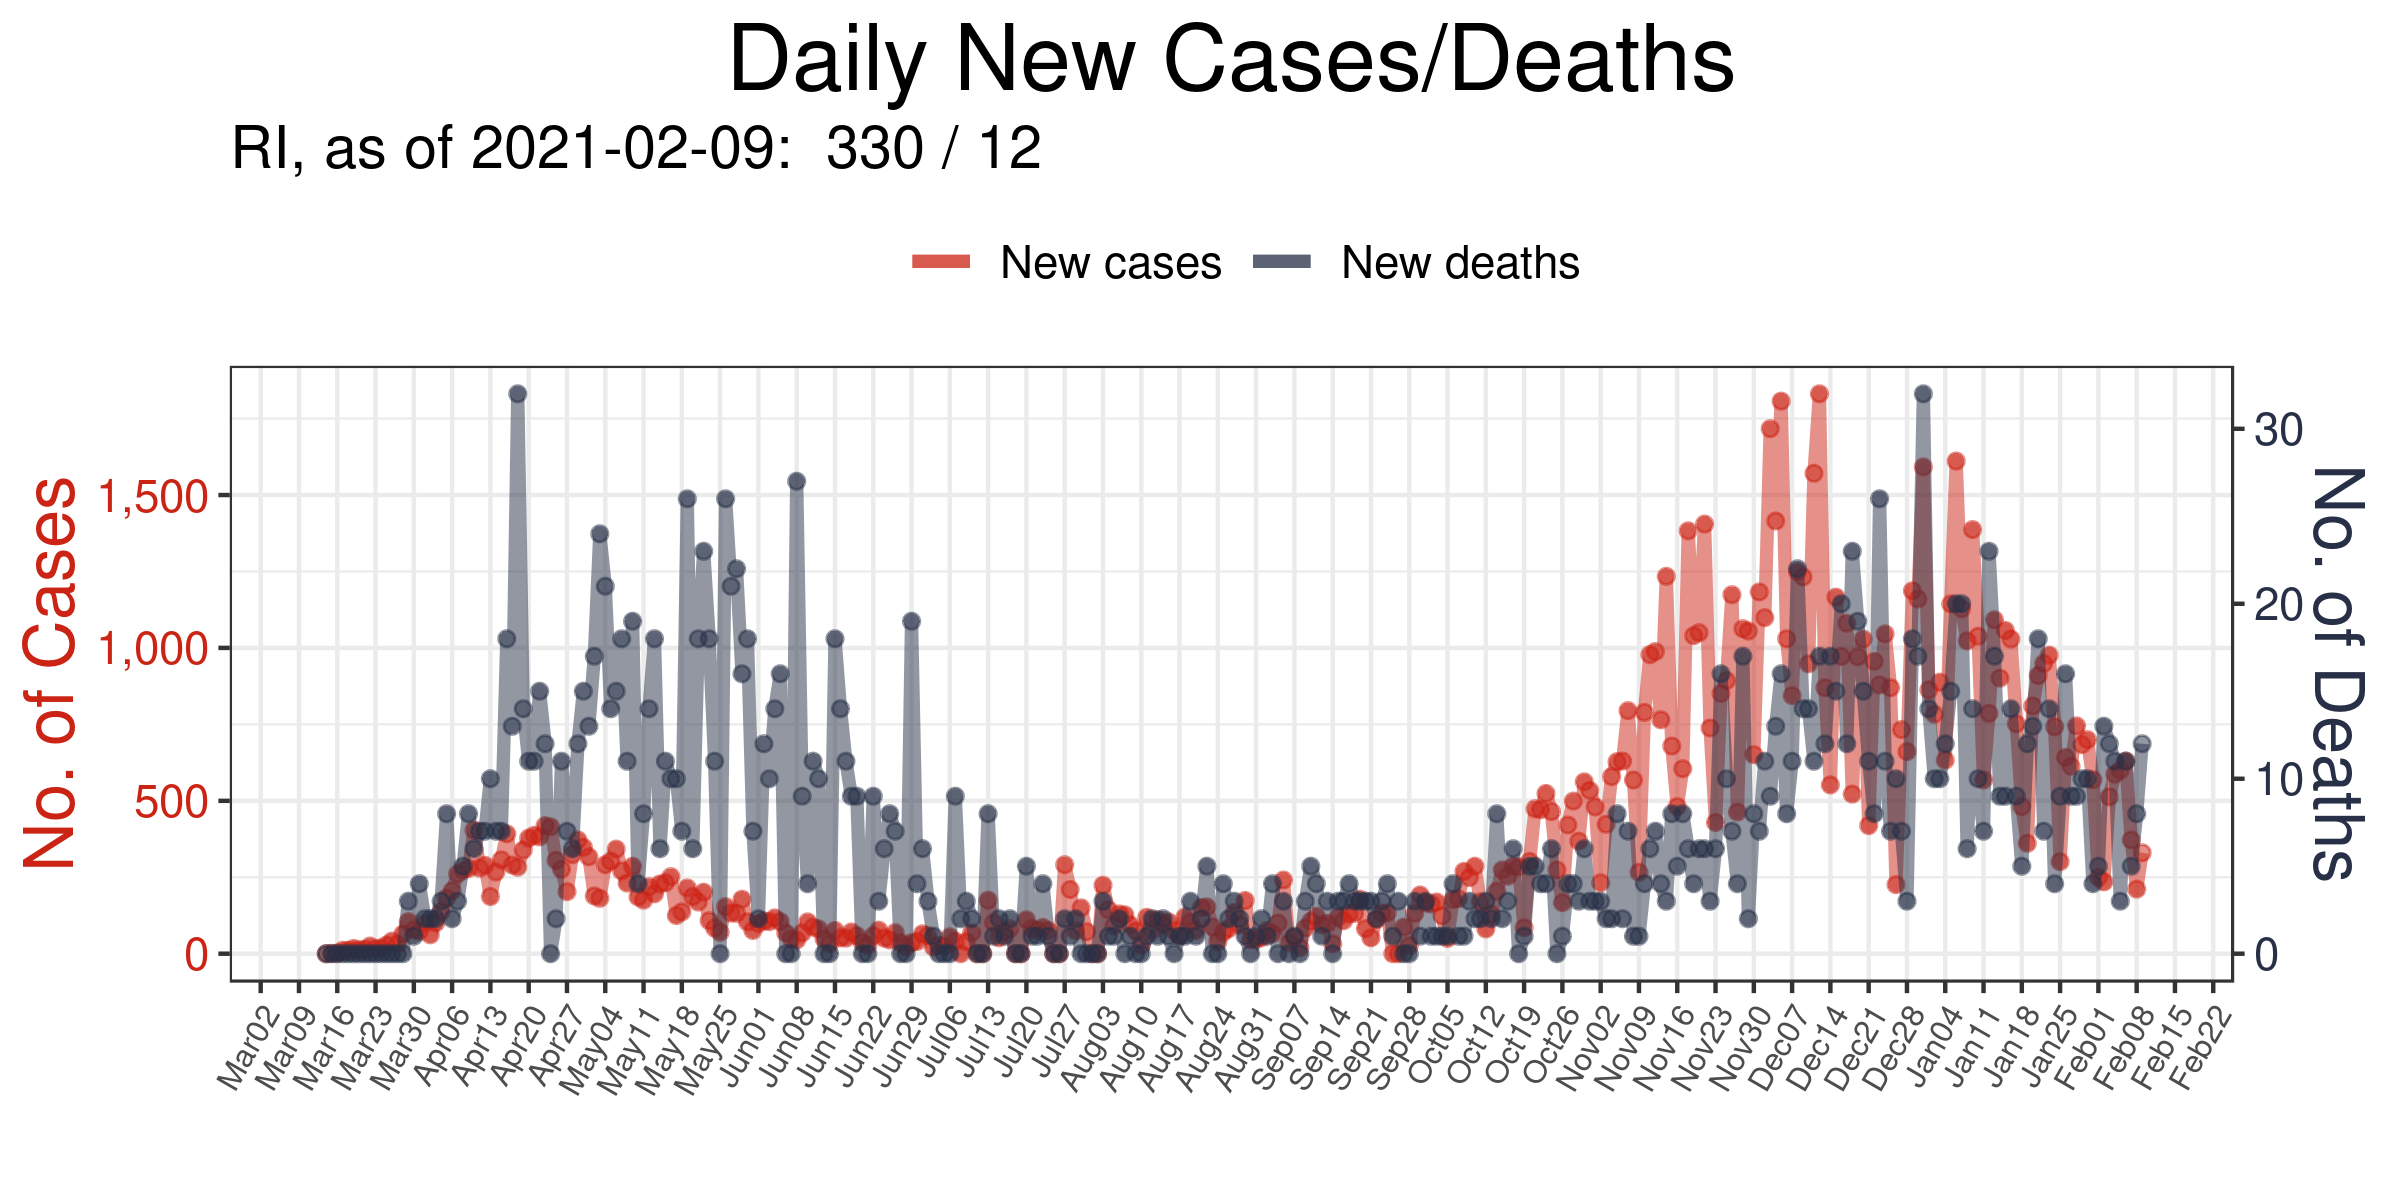 Daily New Cases/Deaths
RI, as of 2021-02-09:  330 / 12
New cases
New deaths
No. of Cases
1,500
1,000
500
0
30
20
10
0
No. of Deaths
Mar02
Mar09
Mar16
Mar23
Mar30
Apr06
Apr13
Apr20
Apr27
May04
May11
May18
May25
Jun01
Jun08
Jun15
Jun22
Jun29
Jul06
Jul13
Jul20
Jul27
Aug03
Aug10
Aug17
Aug24
Aug31
Sep07
Sep14
Sep21
Sep28
Oct05
Oct12
Oct19
Oct26
Nov02
Nov09
Nov16
Nov23
Nov30
Dec07
Dec14
Dec21
Dec28
Dec04
Jan11
Jan18
Jan25
Feb01
Feb08
Feb15
Feb22